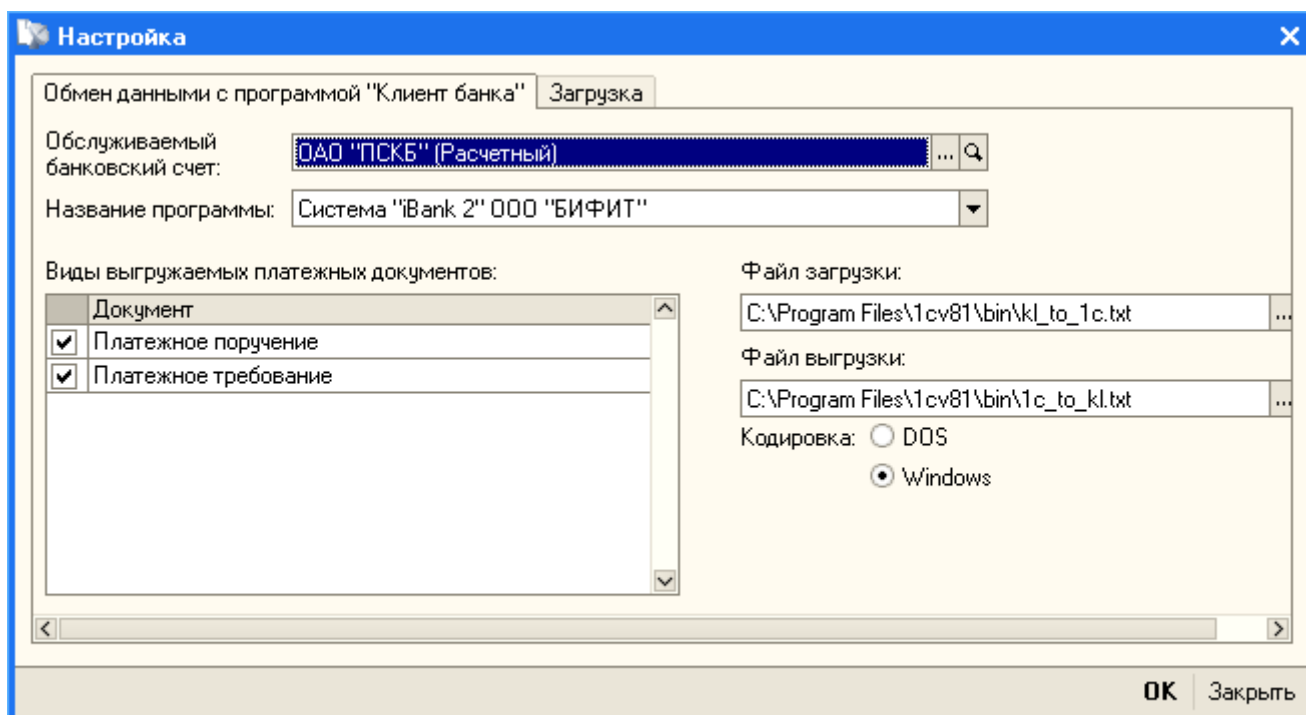 Настройка
Обмен данными с программой "Клиент банка"
Загрузка
Обслуживаемый
банковский счет:
ОАО "ПСКБ" (Расчетный)
...
Название программы:
Система "iBank 2" ООО "БИФИТ"
Виды выгружаемых платежных документов:
Документ
Платежное поручение
Платежное требование
Файл загрузки:
C:\Program Files\1cv81\bin\kl_to_1c.txt
...
Файл выгрузки:
C:\Program Files\1cv81\bin\1c_to_kl.txt
...
Кодировка:
DOS
Windows
OK
Закрыть